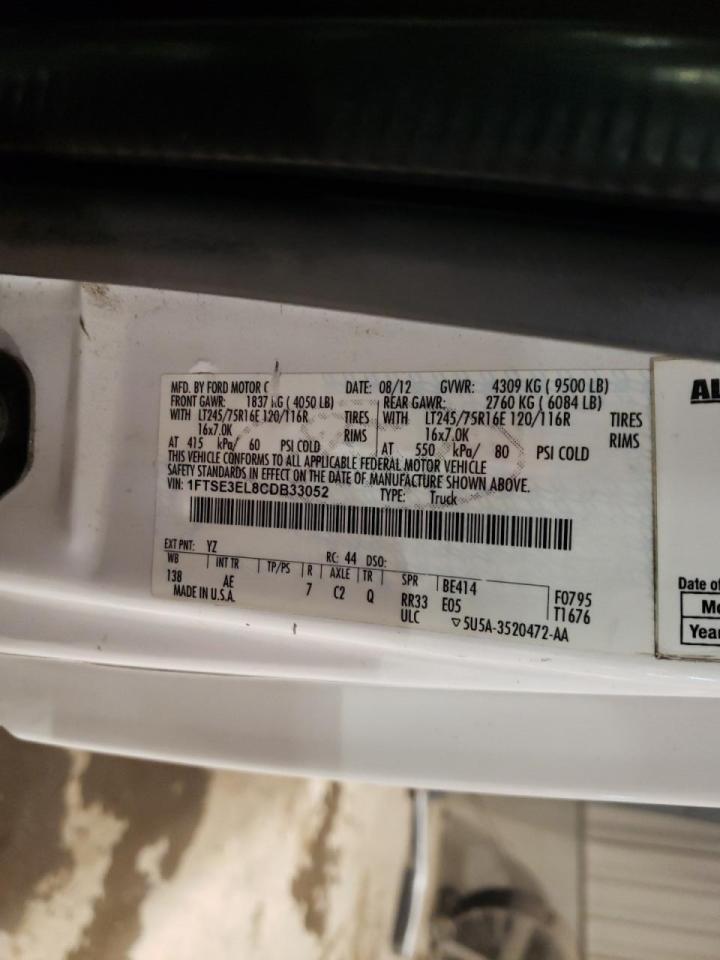 MFD. BY FORD MOTOR C DATE: 08/12 GVWR: 4309 KG ( 9500 LB)
FRONT GAWR: 1837 KG ( 4050 LB) REAR GAWR: 2760 KG ( 6084 LB)
WITH LT245/75R16E 120/116R TIRES WITH LT245/75R16E 120/116R TIRES
16x7.0K RIMS 16x7.0K RIMS
AT 415 kPa/ 60 PSI COLD AT 550 kPa/ 80 PSI COLD
THIS VEHICLE CONFORMS TO ALL APPLICABLE FEDERAL MOTOR VEHICLE
SAFETY STANDARDS IN EFFECT ON THE DATE OF MANUFACTURE SHOWN ABOVE.
VIN: 1FTSE3EL8CDB33052 TYPE: Truck
EXT PNT: YZ RC: 44 DSO:
WB INT TR TP/PS R AXLE TR SPR BE414 F0795
138 AE 7 C2 Q RR33 E05 T1676
MADE IN U.S.A. ULC ▽5U5A-3520472-AA
AL
Date of
Mo
Year